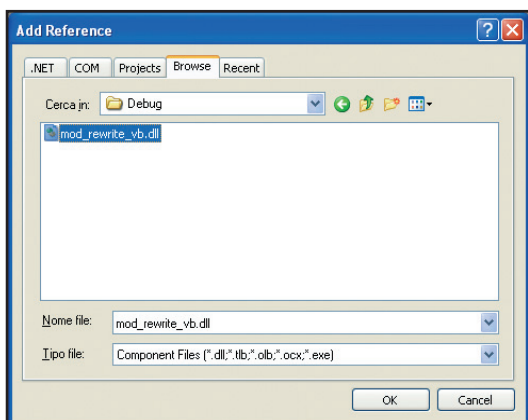 Add Reference
.NET COM Projects Browse Recent
Cerca in: Debug
mod_rewrite_vb.dll
Nome file: mod_rewrite_vb.dll
Tipo file: Component Files (*.dll;*.tlb;*.olb;*.ocx;*.exe)
OK Cancel